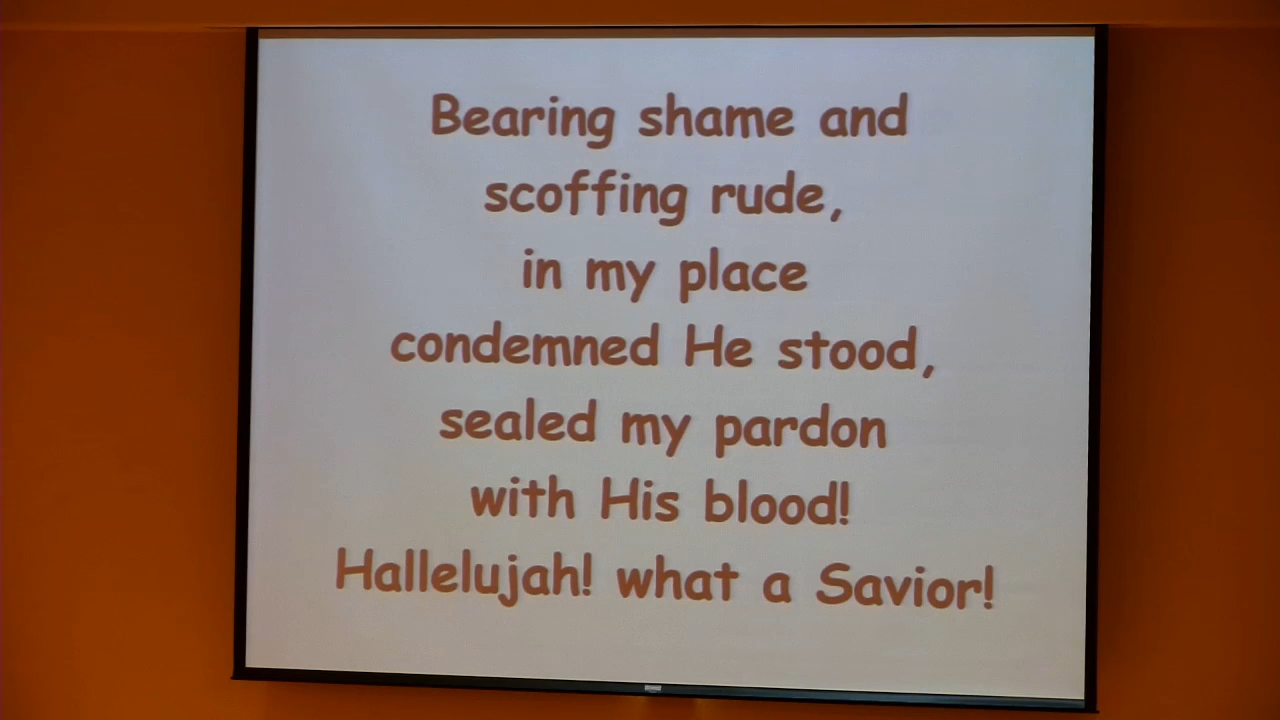 Bearing shame and
scoffing rude,
in my place
condemned He stood,
sealed my pardon
with His blood!
Hallelujah! what a Savior!